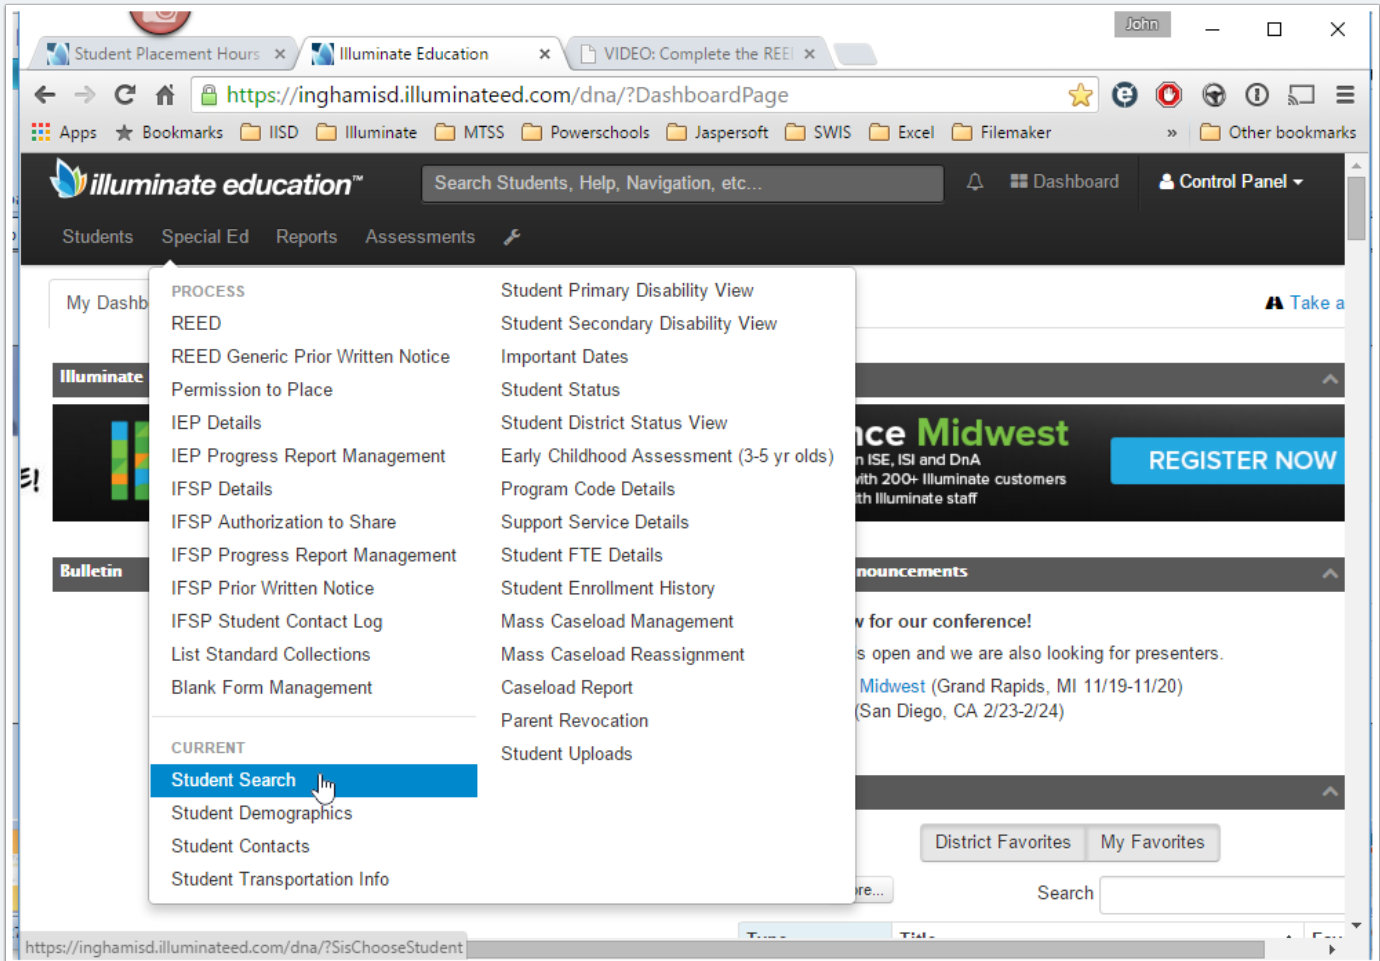 John
Student Placement Hours
Illuminate Education
VIDEO: Complete the REE
https://inghamisd.illuminateed.com/dna/?DashboardPage
Apps
Bookmarks
IISD
Illuminate
MTSS
Powerschools
Jaspersoft
SWIS
Excel
Filemaker
»
Other bookmarks
illuminate education™
Search Students, Help, Navigation, etc...
Dashboard
Control Panel
Students
Special Ed
Reports
Assessments
My Dashb
Take a
PROCESS
REED
REED Generic Prior Written Notice
Permission to Place
IEP Details
IEP Progress Report Management
IFSP Details
IFSP Authorization to Share
IFSP Progress Report Management
IFSP Prior Written Notice
IFSP Student Contact Log
List Standard Collections
Blank Form Management
CURRENT
Student Search
Student Demographics
Student Contacts
Student Transportation Info
Student Primary Disability View
Student Secondary Disability View
Important Dates
Student Status
Student District Status View
Early Childhood Assessment (3-5 yr olds)
Program Code Details
Support Service Details
Student FTE Details
Student Enrollment History
Mass Caseload Management
Mass Caseload Reassignment
Caseload Report
Parent Revocation
Student Uploads
Illuminate
E!
nce Midwest
n ISE, ISI and DnA
with 200+ Illuminate customers
ith Illuminate staff
REGISTER NOW
Bulletin
nouncements
w for our conference!
s open and we are also looking for presenters.
Midwest (Grand Rapids, MI 11/19-11/20)
(San Diego, CA 2/23-2/24)
District Favorites
My Favorites
ore...
Search
https://inghamisd.illuminateed.com/dna/?SisChooseStudent